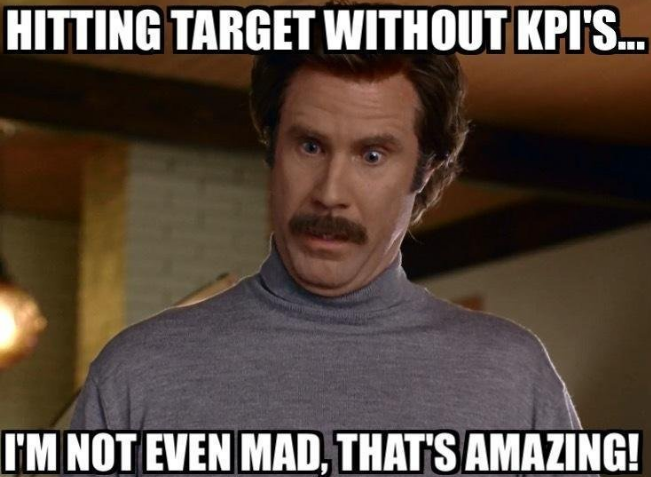 HITTING TARGET WITHOUT KPI'S...
I'M NOT EVEN MAD, THAT'S AMAZING!